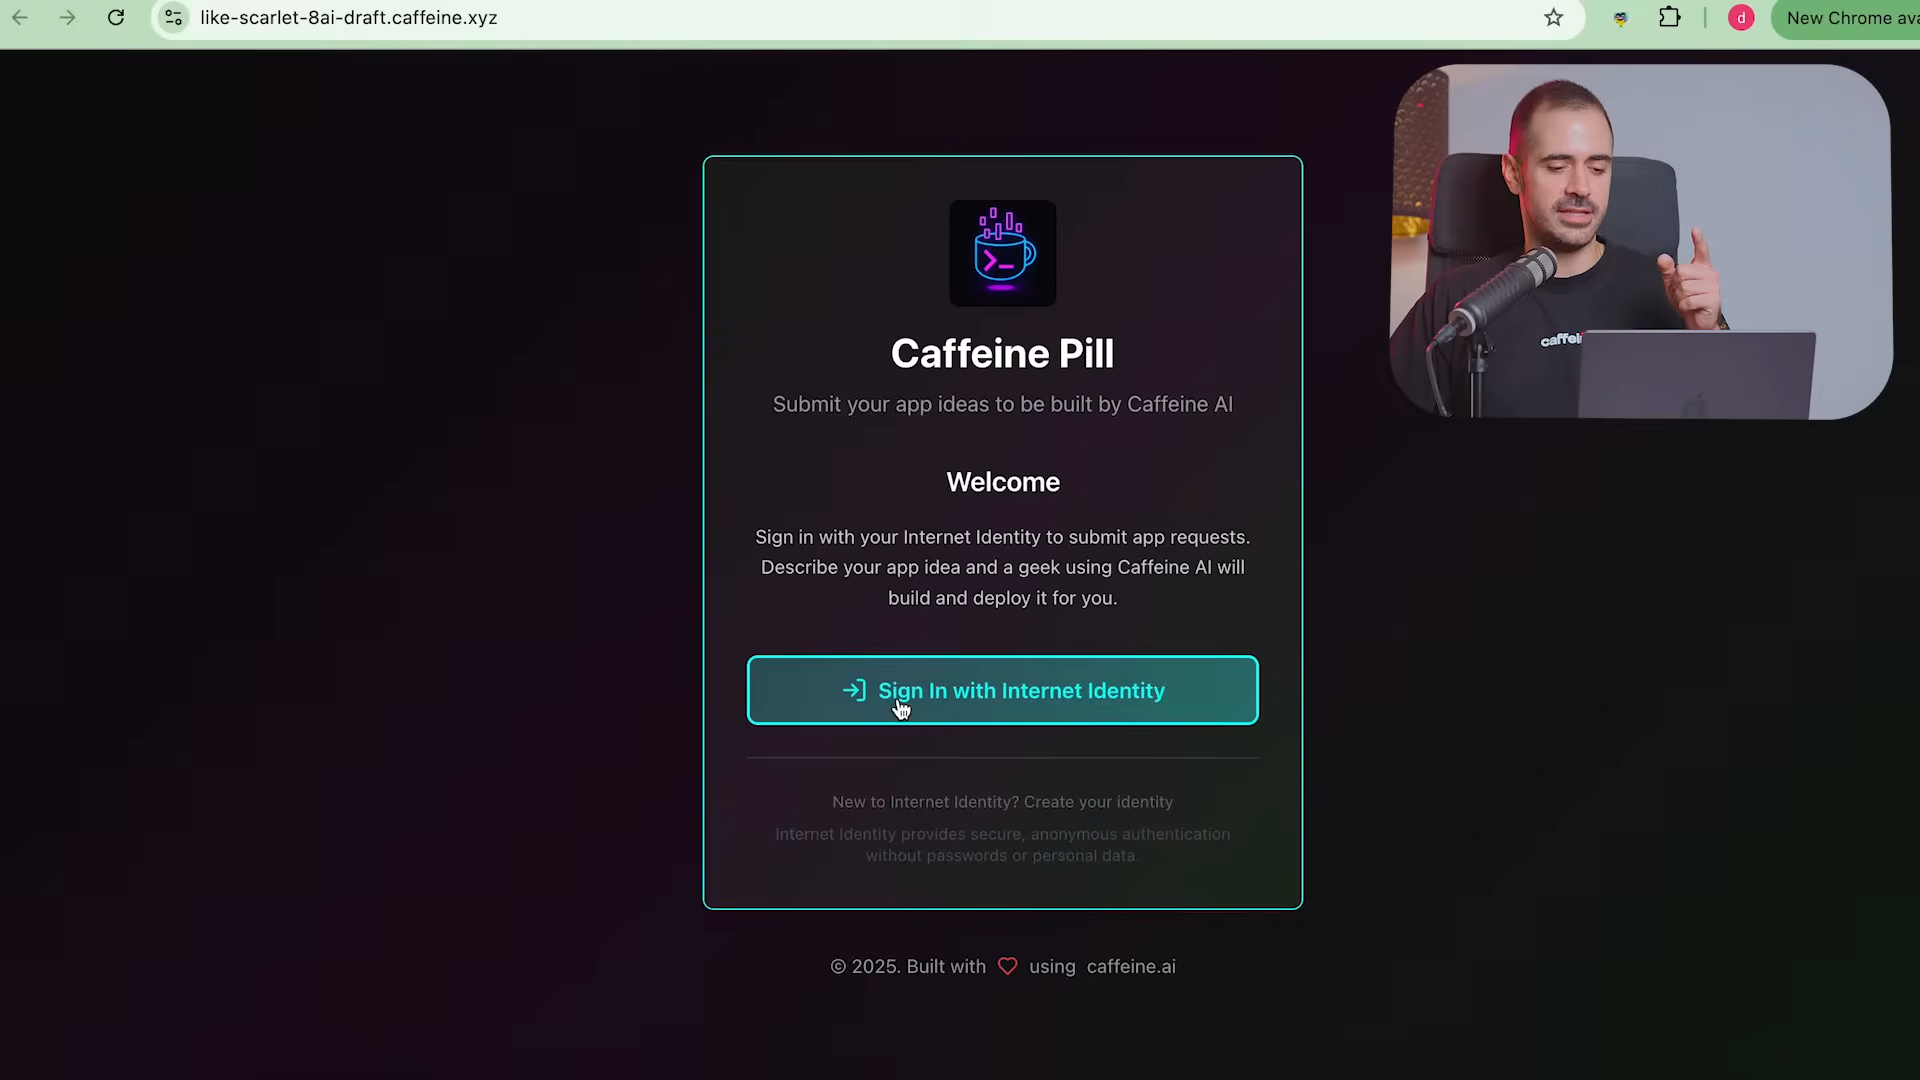 like-scarlet-8ai-draft.caffeine.xyz
d
New Chrome ava
>_
Caffeine Pill
Submit your app ideas to be built by Caffeine AI
Welcome
Sign in with your Internet Identity to submit app requests.
Describe your app idea and a geek using Caffeine AI will
build and deploy it for you.
Sign In with Internet Identity
New to Internet Identity? Create your identity
Internet Identity provides secure, anonymous authentication
without passwords or personal data.
© 2025. Built with ♡ using caffeine.ai
caffei